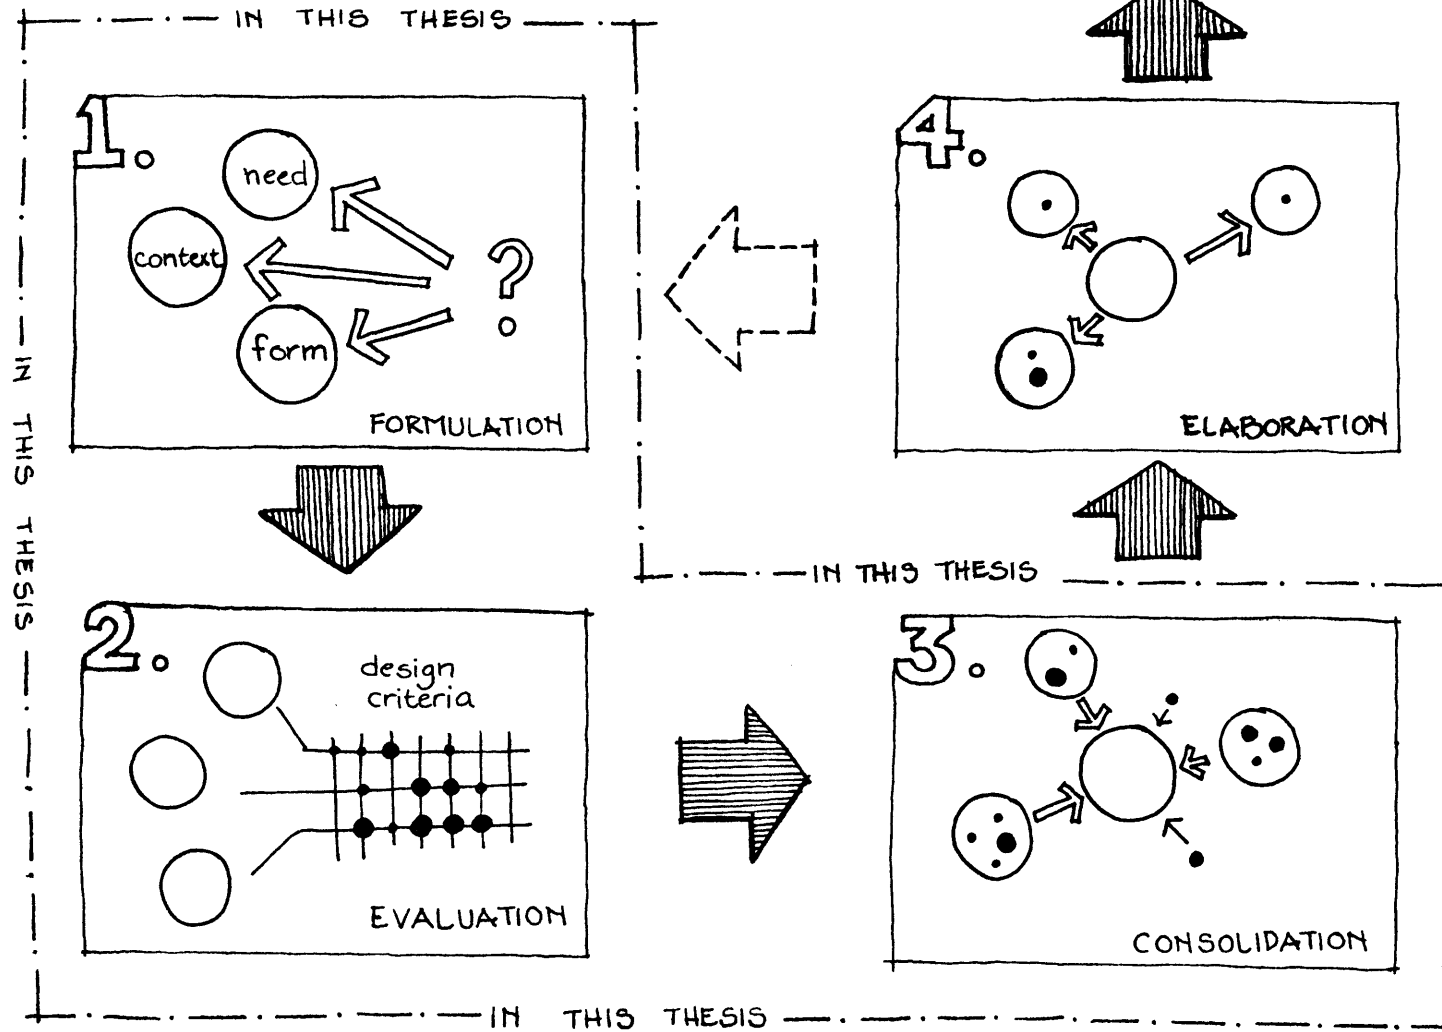 IN THIS THESIS
1.
need
context
form
?
FORMULATION
4.
ELABORATION
IN THIS THESIS
IN THIS THESIS
2.
design
criteria
EVALUATION
3.
CONSOLIDATION
IN THIS THESIS